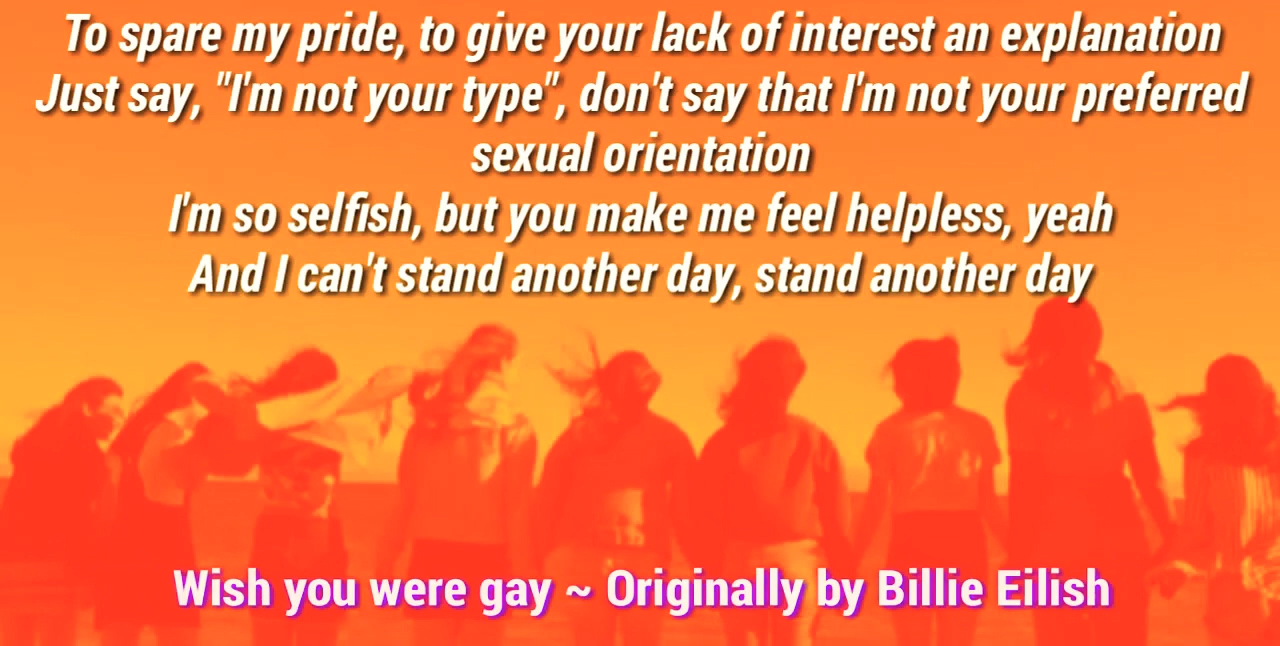 To spare my pride, to give your lack of interest an explanation
Just say, "I'm not your type", don't say that I'm not your preferred
sexual orientation
I'm so selfish, but you make me feel helpless, yeah
And I can't stand another day, stand another day
Wish you were gay ~ Originally by Billie Eilish